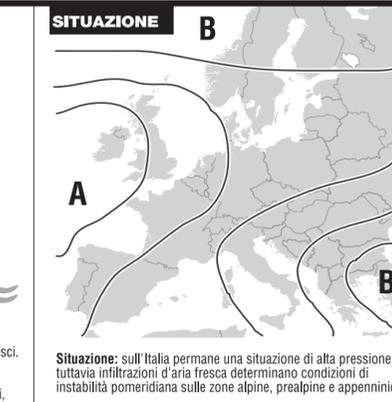 SITUAZIONE
B
A
B
sci.
i,
Situazione: sull'Italia permane una situazione di alta pressione
tuttavia infiltrazioni d'aria fresca determinano condizioni di
instabilità pomeridiana sulle zone alpine, prealpine e